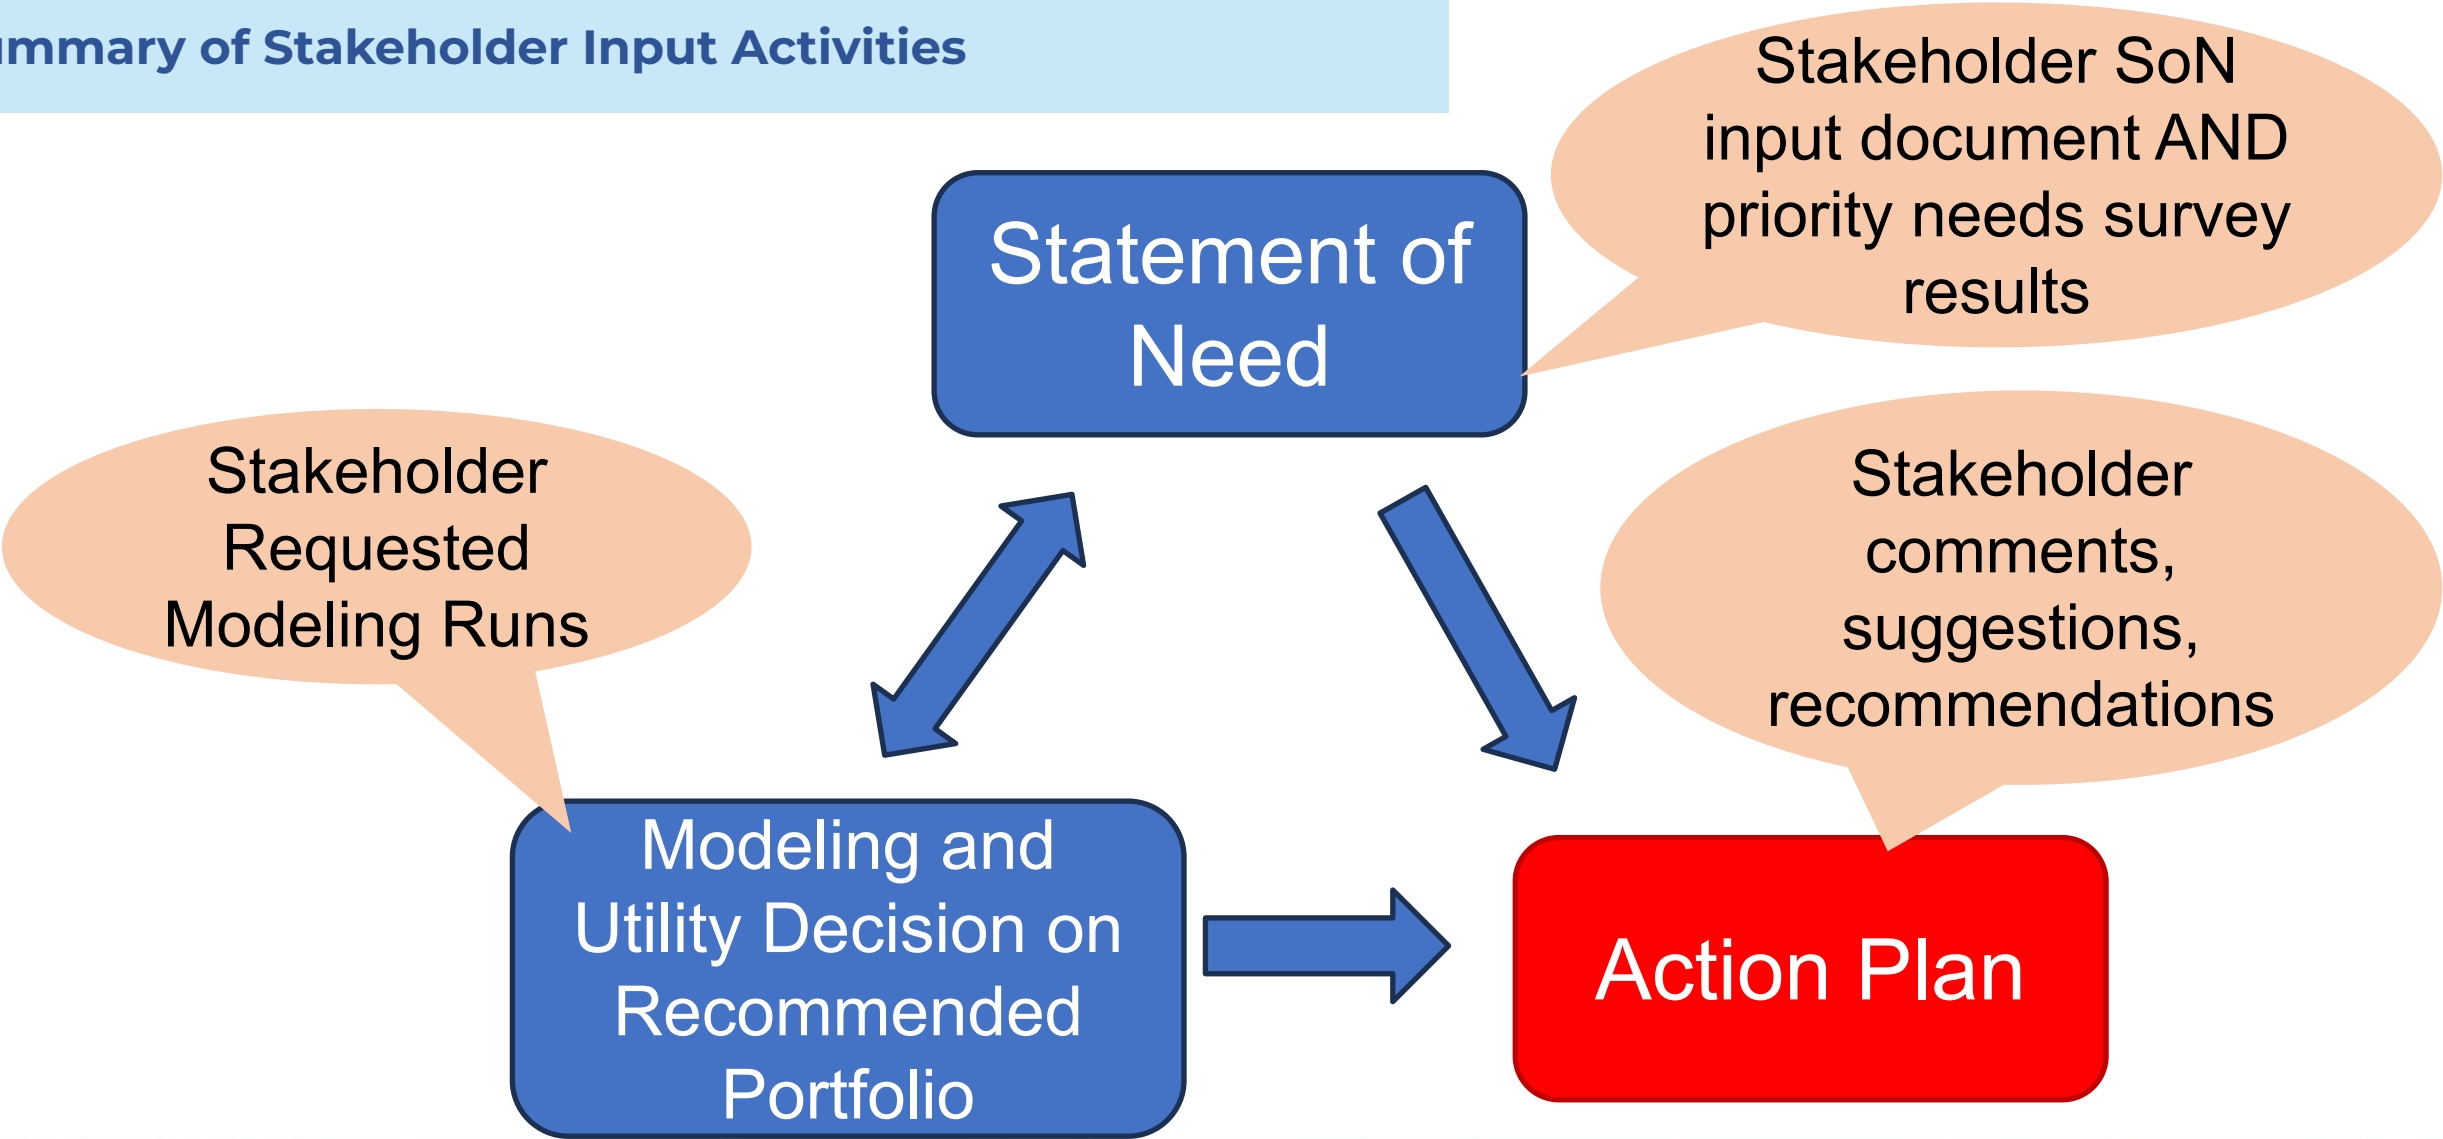 ummary of Stakeholder Input Activities
Stakeholder SoN
input document AND
priority needs survey
results
Statement of
Need
Stakeholder
Requested
Modeling Runs
Stakeholder
comments,
suggestions,
recommendations
Modeling and
Utility Decision on
Recommended
Portfolio
Action Plan